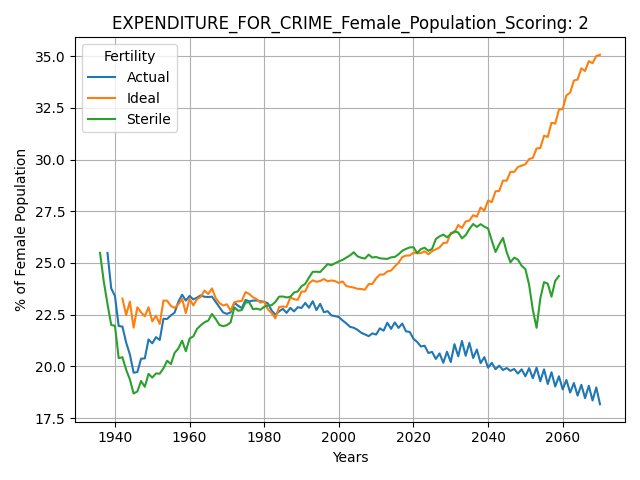 EXPENDITURE_FOR_CRIME_Female_Population_Scoring: 2
% of Female Population
35.0
32.5
30.0
27.5
25.0
22.5
20.0
17.5
Fertility
Actual
Ideal
Sterile
1940 1960 1980 2000 2020 2040 2060
Years